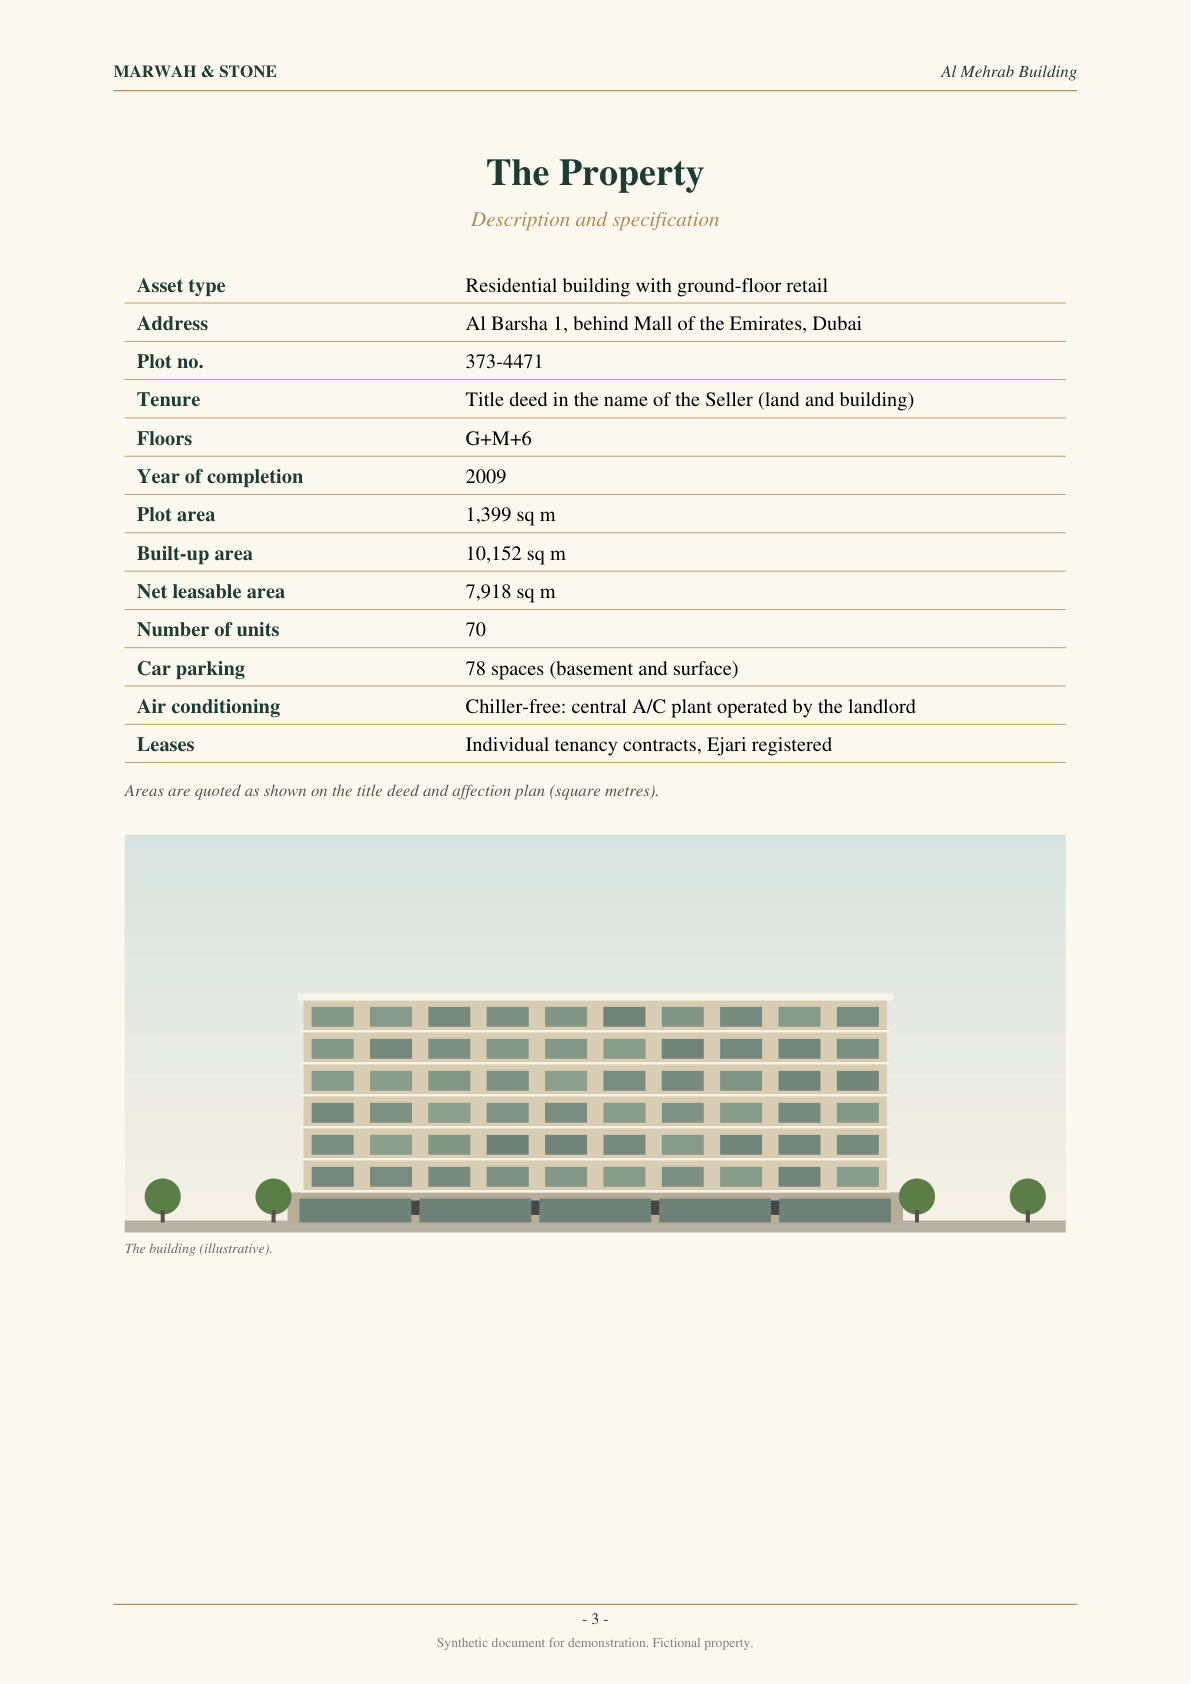 MARWAH & STONE Al Mehrab Building
The Property
Description and specification
Asset type Residential building with ground-floor retail
Address Al Barsha 1, behind Mall of the Emirates, Dubai
Plot no. 373-4471
Tenure Title deed in the name of the Seller (land and building)
Floors G+M+6
Year of completion 2009
Plot area 1,399 sq m
Built-up area 10,152 sq m
Net leasable area 7,918 sq m
Number of units 70
Car parking 78 spaces (basement and surface)
Air conditioning Chiller-free: central A/C plant operated by the landlord
Leases Individual tenancy contracts, Ejari registered
Areas are quoted as shown on the title deed and affection plan (square metres).
The building (illustrative).
- 3 -
Synthetic document for demonstration. Fictional property.